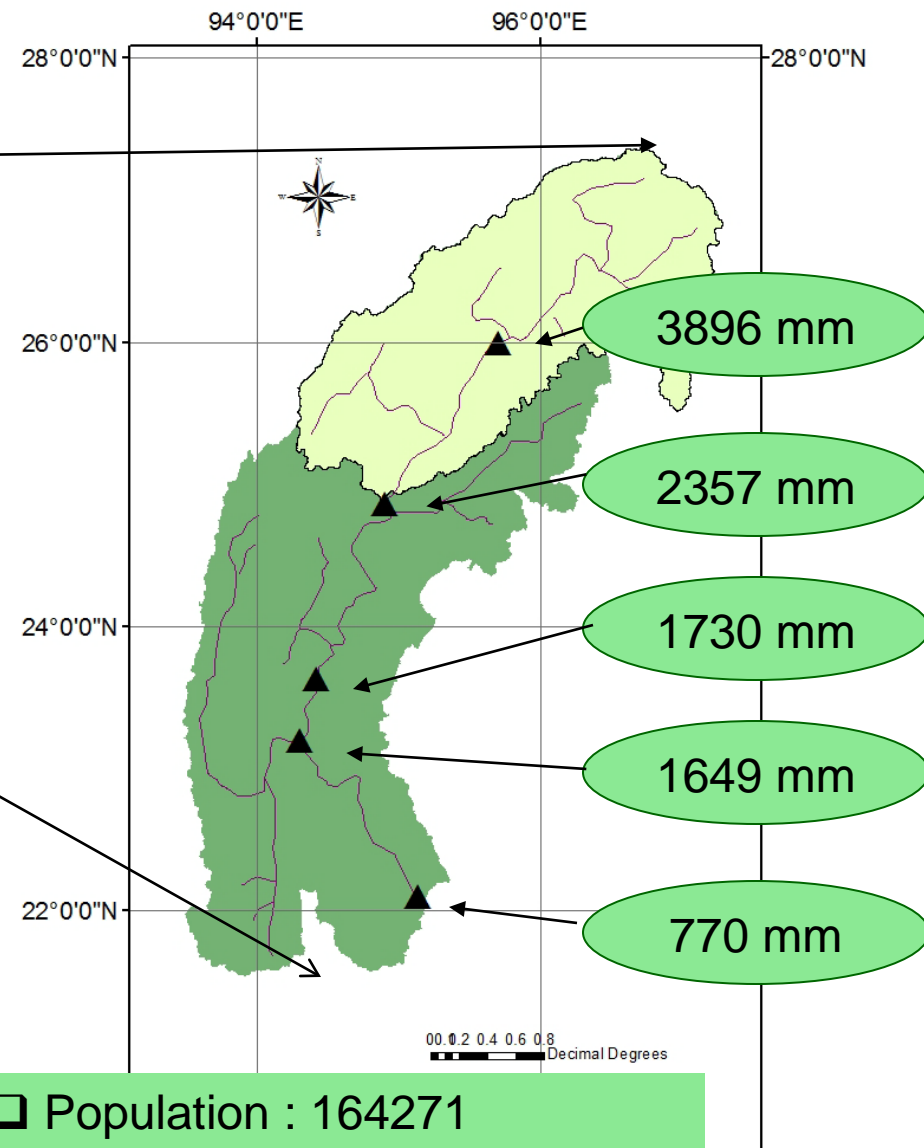 94°0'0"E 96°0'0"E
28°0'0"N 28°0'0"N
N
W E
S
26°0'0"N
3896 mm
2357 mm
24°0'0"N
1730 mm
1649 mm
22°0'0"N
770 mm
0.2 0.4 0.6 0.8
Decimal Degrees
❑ Population : 164271